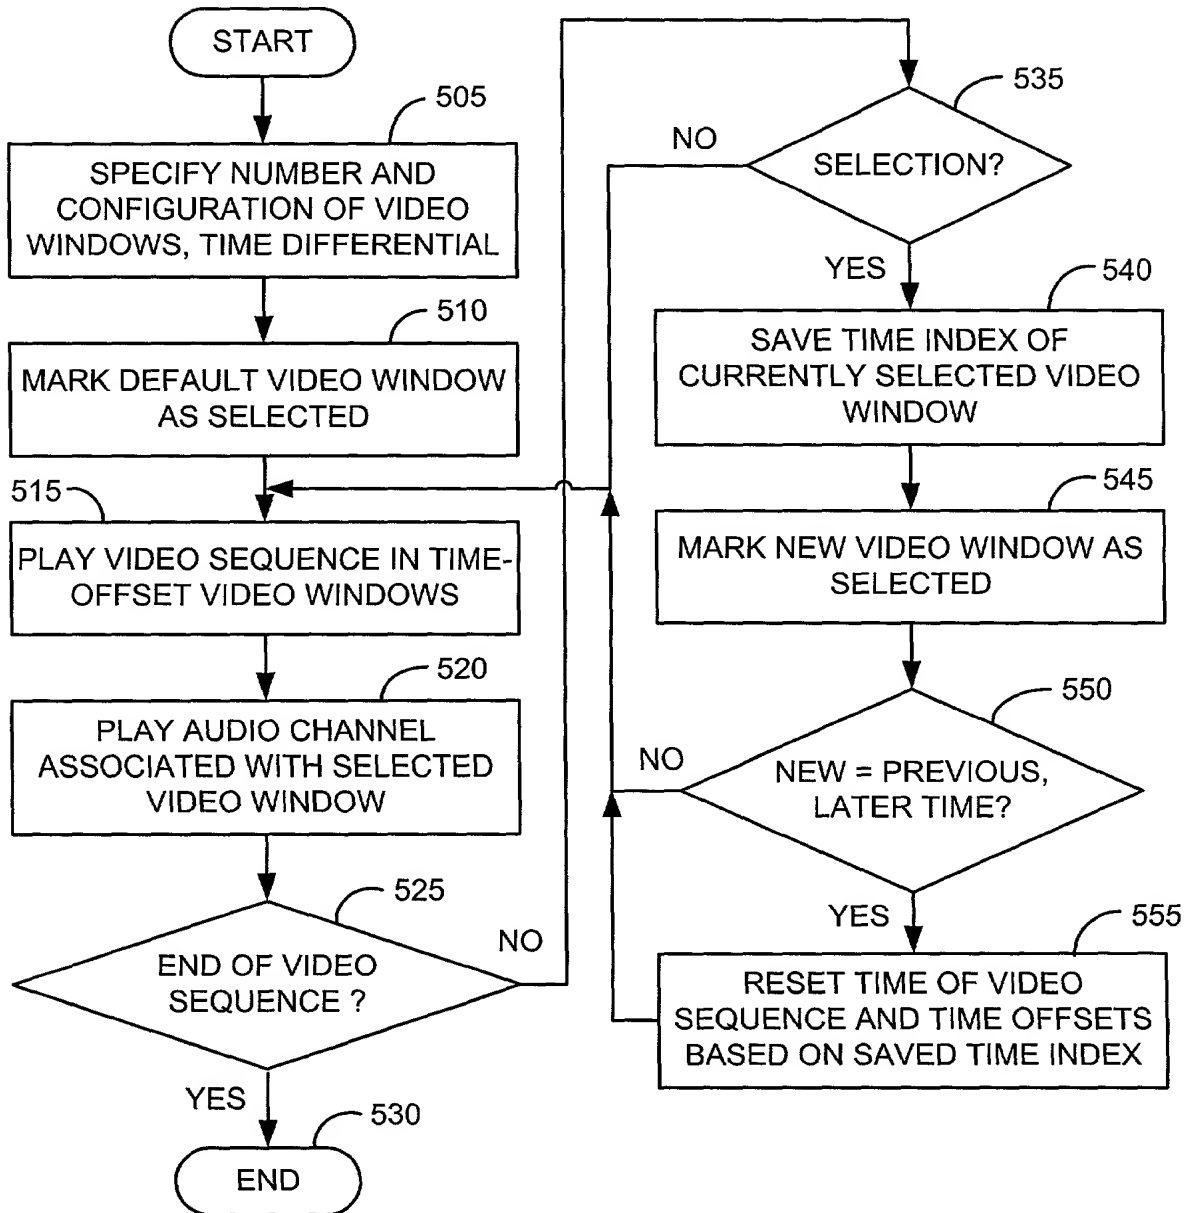 START
505
SPECIFY NUMBER AND
CONFIGURATION OF VIDEO
WINDOWS, TIME DIFFERENTIAL
510
MARK DEFAULT VIDEO WINDOW
AS SELECTED
515
PLAY VIDEO SEQUENCE IN TIME-
OFFSET VIDEO WINDOWS
520
PLAY AUDIO CHANNEL
ASSOCIATED WITH SELECTED
VIDEO WINDOW
525
END OF VIDEO
SEQUENCE ?
NO
YES
530
END
535
SELECTION?
NO
YES
540
SAVE TIME INDEX OF
CURRENTLY SELECTED VIDEO
WINDOW
545
MARK NEW VIDEO WINDOW AS
SELECTED
550
NEW = PREVIOUS,
LATER TIME?
NO
YES
555
RESET TIME OF VIDEO
SEQUENCE AND TIME OFFSETS
BASED ON SAVED TIME INDEX